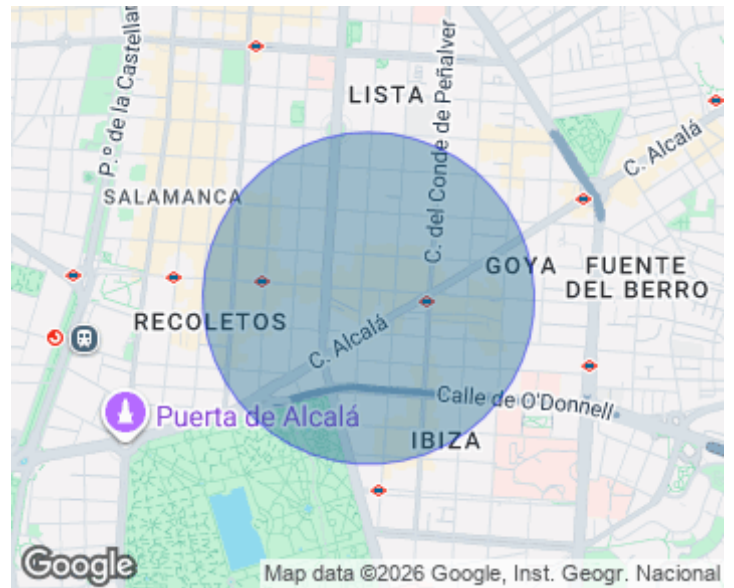 P.º de la Castellan
LISTA
C. del Conde de Peñalver
C. Alcalá
SALAMANCA
GOYA
FUENTE
DEL BERRO
RECOLETOS
C. Alcalá
Puerta de Alcalá
Calle de O'Donnell
IBIZA
Google
Map data ©2026 Google, Inst. Geogr. Nacional